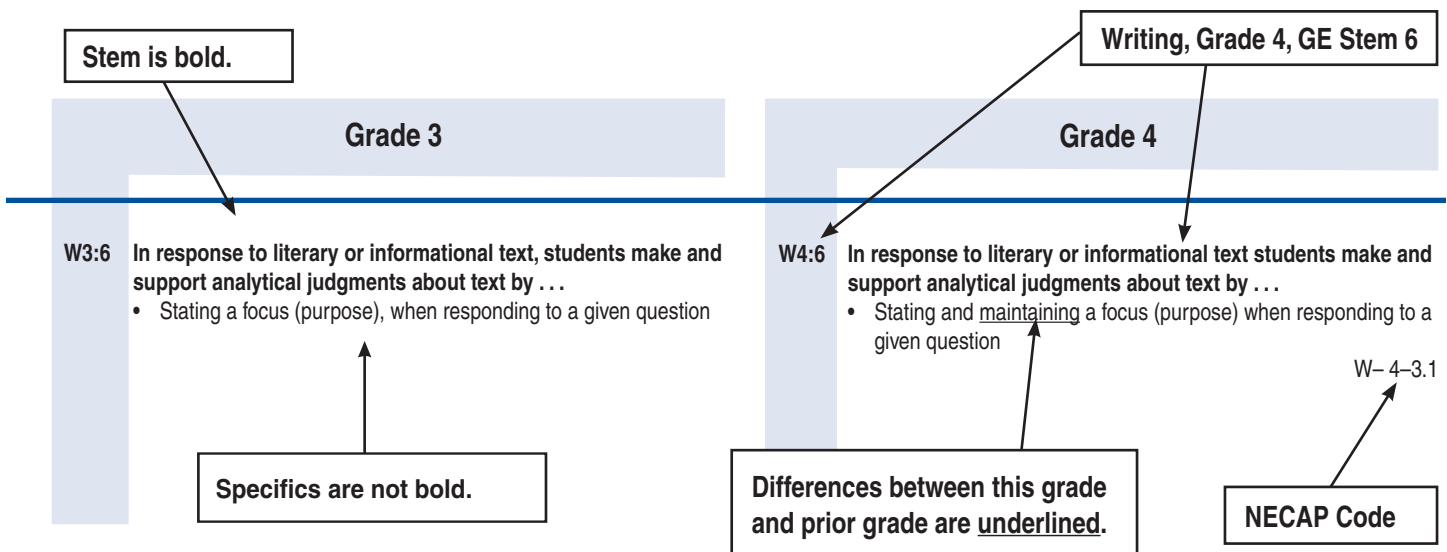 Stem is bold.
Writing, Grade 4, GE Stem 6
Grade 3
W3:6 In response to literary or informational text, students make and
support analytical judgments about text by . . .
• Stating a focus (purpose), when responding to a given question
Specifics are not bold.
Grade 4
W4:6 In response to literary or informational text students make and
support analytical judgments about text by . . .
• Stating and maintaining a focus (purpose) when responding to a
given question
W– 4–3.1
Differences between this grade
and prior grade are underlined.
NECAP Code